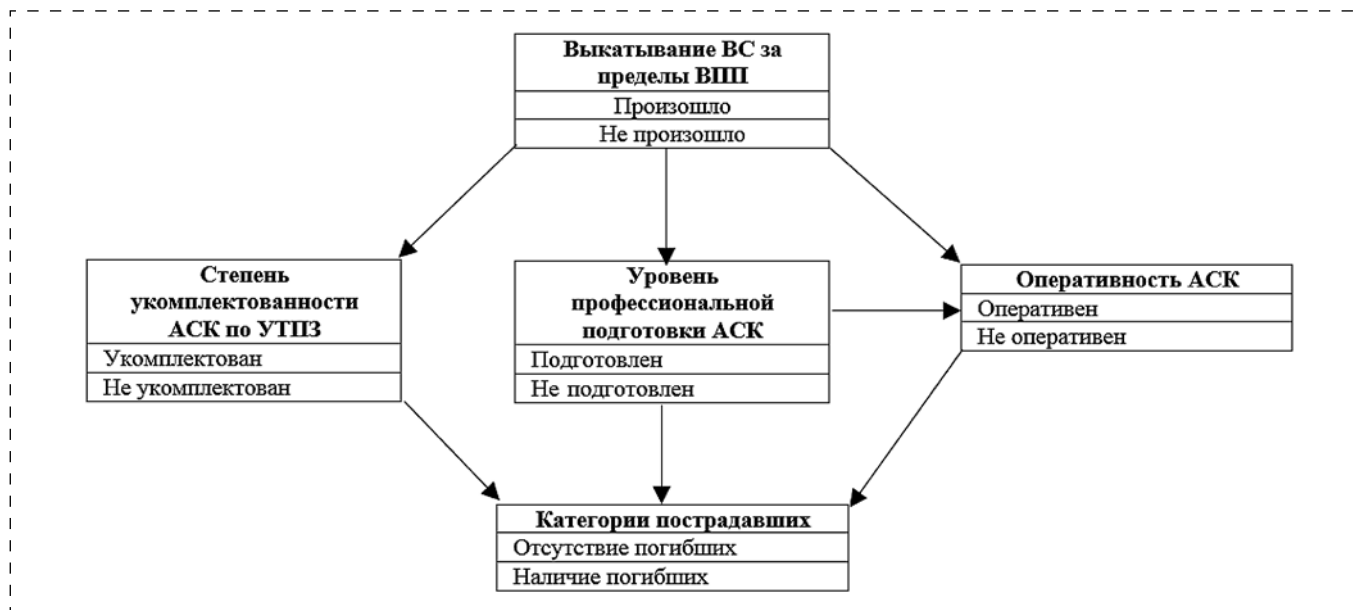 Выкатывание ВС за
пределы ВПП
Произошло
Не произошло
Степень
укомплектованности
АСК по УТПЗ
Укомплектован
Не укомплектован
Уровень
профессиональной
подготовки АСК
Подготовлен
Не подготовлен
Оперативность АСК
Оперативен
Не оперативен
Категории пострадавших
Отсутствие погибших
Наличие погибших